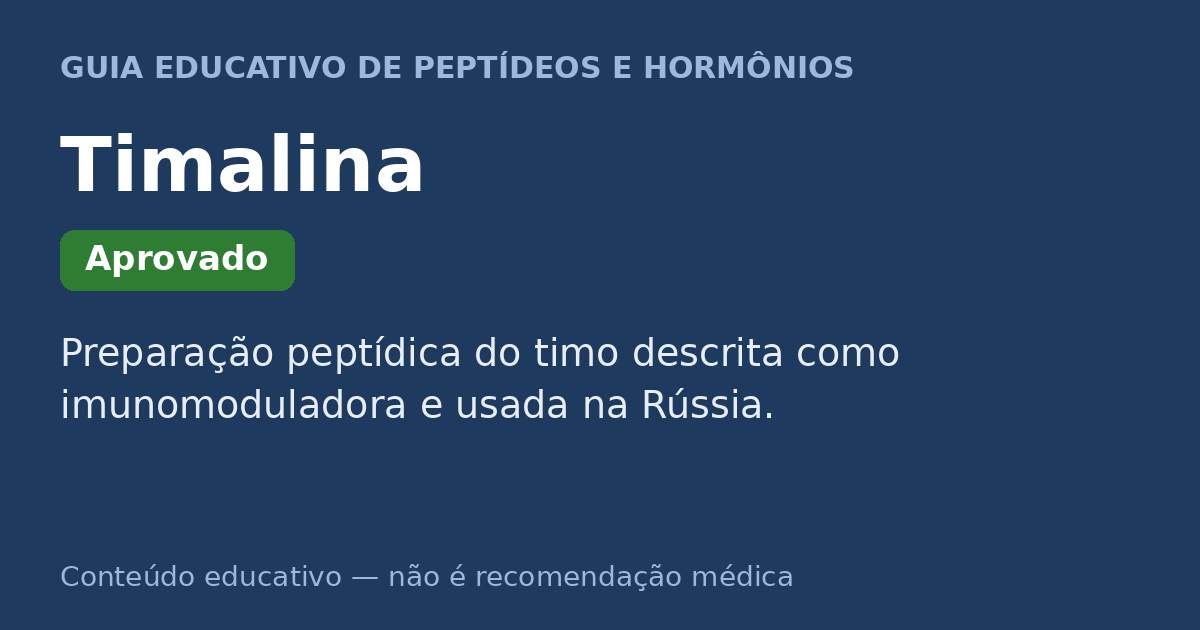 GUIA EDUCATIVO DE PEPTÍDEOS E HORMÔNIOS
Timalina
Aprovado
Preparação peptídica do timo descrita como
imunomoduladora e usada na Rússia.
Conteúdo educativo — não é recomendação médica